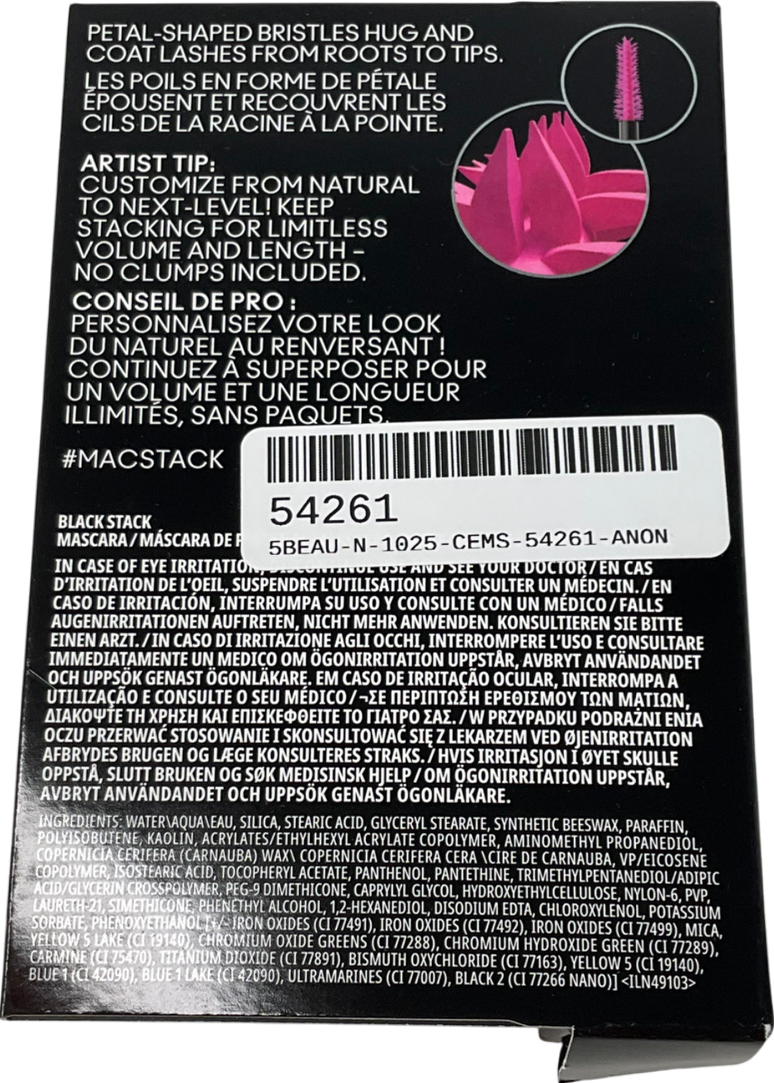 PETAL-SHAPED BRISTLES HUG AND
COAT LASHES FROM ROOTS TO TIPS.
LES POILS EN FORME DE PÉTALE
ÉPOUSENT ET RECOUVRENT LES
CILS DE LA RACINE À LA POINTE.
ARTIST TIP:
CUSTOMIZE FROM NATURAL
TO NEXT-LEVEL! KEEP
STACKING FOR LIMITLESS
VOLUME AND LENGTH –
NO CLUMPS INCLUDED.
CONSEIL DE PRO :
PERSONNALISEZ VOTRE LOOK
DU NATUREL AU RENVERSANT !
CONTINUEZ À SUPERPOSER POUR
UN VOLUME ET UNE LONGUEUR
ILLIMITÉS, SANS PAQUETS.
#MACSTACK
54261
5BEAU-N-1025-CEMS-54261-ANON
BLACK STACK
MASCARA / MÁSCARA DE
IN CASE OF EYE IRRITATION, DISCONTINUE USE AND SEE YOUR DOCTOR / EN CAS
D'IRRITATION DE L'OEIL, SUSPENDRE L'UTILISATION ET CONSULTER UN MÉDECIN. / EN
CASO DE IRRITACIÓN, INTERRUMPA SU USO Y CONSULTE CON UN MÉDICO / FALLS
AUGENIRRITATIONEN AUFTRETEN, NICHT MEHR ANWENDEN. KONSULTIEREN SIE BITTE
EINEN ARZT. / IN CASO DI IRRITAZIONE AGLI OCCHI, INTERROMPERE L'USO E CONSULTARE
IMMEDIATAMENTE UN MEDICO OM ÖGONIRRITATION UPPSTÅR, AVBRYT ANVÄNDANDET
OCH UPPSÖK GENAST ÖGONLÄKARE. EM CASO DE IRRITAÇÃO OCULAR, INTERROMPA A
UTILIZAÇÃO E CONSULTE O SEU MÉDICO / ¬ΣΕ ΠΕΡΙΠΤΩΣΗ ΕΡΕΘΙΣΜΟΥ ΤΩΝ ΜΑΤΙΩΝ,
ΔΙΑΚΟΨΤΕ ΤΗ ΧΡΗΣΗ ΚΑΙ ΕΠΙΣΚΕΦΘΕΙΤΕ ΤΟ ΓΙΑΤΡΟ ΣΑΣ. / W PRZYPADKU PODRAŻNI ENIA
OCZU PRZERWAĆ STOSOWANIE I SKONSULTOWAĆ SIĘ Z LEKARZEM VED ØJENIRRITATION
AFBRYDES BRUGEN OG LÆGE KONSULTERES STRAKS. / HVIS IRRITASJON I ØYET SKULLE
OPPSTÅ, SLUTT BRUKEN OG SØK MEDISINSK HJELP / OM ÖGONIRRITATION UPPSTÅR,
AVBRYT ANVÄNDANDET OCH UPPSÖK GENAST ÖGONLÄKARE.
INGREDIENTS: WATER\AQUA\EAU, SILICA, STEARIC ACID, GLYCERYL STEARATE, SYNTHETIC BEESWAX, PARAFFIN,
POLYISOBUTENE, KAOLIN, ACRYLATES/ETHYLHEXYL ACRYLATE COPOLYMER, AMINOMETHYL PROPANEDIOL,
COPERNICIA CERIFERA (CARNAUBA) WAX\ COPERNICIA CERIFERA CERA \CIRE DE CARNAUBA, VP/EICOSENE
COPOLYMER, ISOSTEARIC ACID, TOCOPHERYL ACETATE, PANTHENOL, PANTETHINE, TRIMETHYLPENTANEDIOL/ADIPIC
ACID/GLYCERIN CROSSPOLYMER, PEG-9 DIMETHICONE, CAPRYLYL GLYCOL, HYDROXYETHYLCELLULOSE, NYLON-6, PVP,
LAURETH-21, SIMETHICONE, PHENETHYL ALCOHOL, 1,2-HEXANEDIOL, DISODIUM EDTA, CHLOROXYLENOL, POTASSIUM
SORBATE, PHENOXYETHANOL [+/- IRON OXIDES (CI 77491), IRON OXIDES (CI 77492), IRON OXIDES (CI 77499), MICA,
YELLOW 5 LAKE (CI 19140), CHROMIUM OXIDE GREENS (CI 77288), CHROMIUM HYDROXIDE GREEN (CI 77289),
CARMINE (CI 75470), TITANIUM DIOXIDE (CI 77891), BISMUTH OXYCHLORIDE (CI 77163), YELLOW 5 (CI 19140),
BLUE 1 (CI 42090), BLUE 1 LAKE (CI 42090), ULTRAMARINES (CI 77007), BLACK 2 (CI 77266 NANO)] <ILN49103>